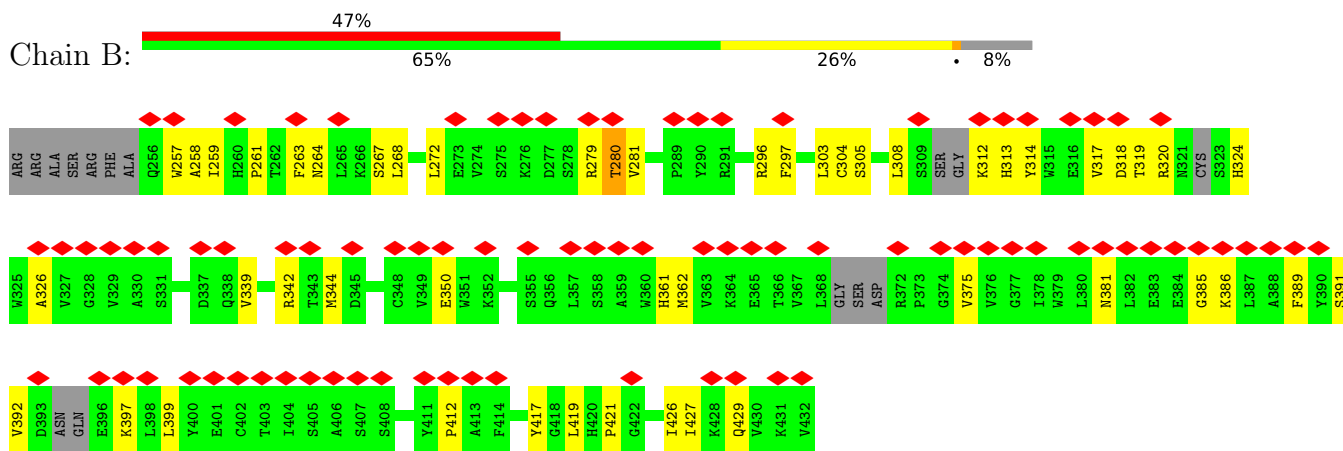 47%
Chain B:
65% 26% • 8%
ARG ARG ALA SER ARG PHE ALA Q256 W257 A258 I259 H260 P261 T262 F263 N264 L265 K266 S267 L268 L272 E273 V274 S275 K276 D277 S278 R279 T280 V281 P289 Y290 R291 R296 F297 L303 C304 S305 L308 S309 SER GLY K312 H313 Y314 W315 E316 V317 D318 T319 R320 N321 CYS S323 H324
W325 A326 V327 G328 V329 A330 S331 D337 Q338 V339 R342 T343 M344 D345 C348 V349 E350 W351 K352 S355 Q356 L357 S358 A359 W360 H361 M362 V363 K364 E365 T366 V367 L368 GLY SER ASP R372 P373 G374 V375 V376 G377 I378 W379 L380 N381 L382 E383 E384 G385 K386 L387 A388 F389 Y390 S391
V392 D393 ASN GLN E396 K397 L398 L399 Y400 E401 C402 T403 I404 S405 A406 S407 S408 Y411 P412 A413 F414 Y417 G418 L419 H420 P421 G422 I426 I427 K428 Q429 V430 K431 V432